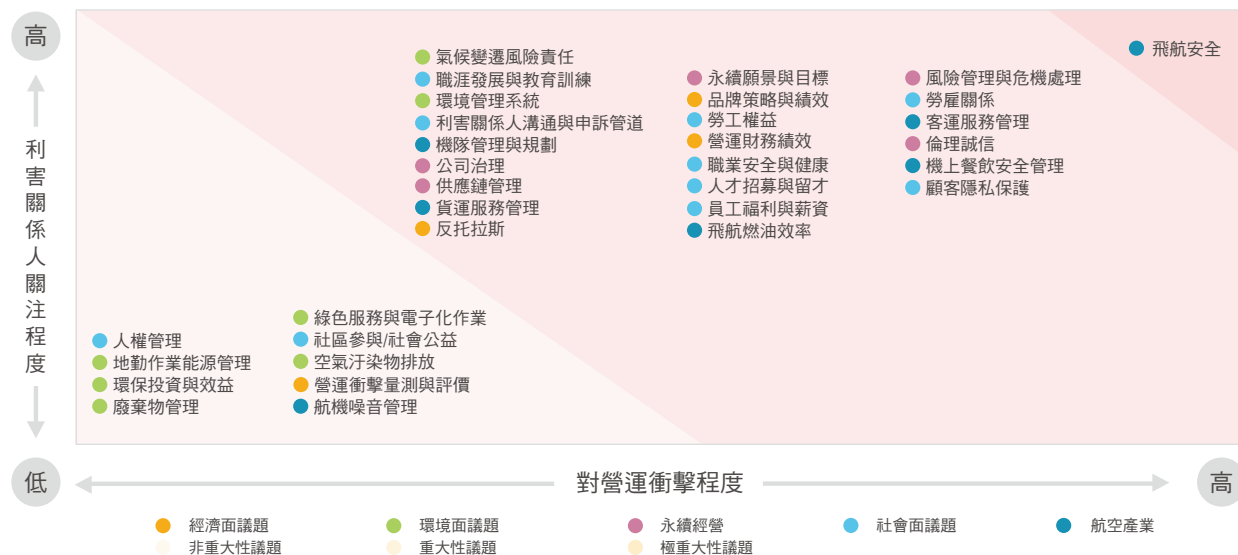 高
利害關係人關注程度
低
飛航安全
氣候變遷風險責任
職涯發展與教育訓練
環境管理系統
利害關係人溝通與申訴管道
機隊管理與規劃
公司治理
供應鏈管理
貨運服務管理
反托拉斯
永續願景與目標
品牌策略與績效
勞工權益
營運財務績效
職業安全與健康
人才招募與留才
員工福利與薪資
飛航燃油效率
風險管理與危機處理
勞雇關係
客運服務管理
倫理誠信
機上餐飲安全管理
顧客隱私保護
人權管理
地勤作業能源管理
環保投資與效益
廢棄物管理
綠色服務與電子化作業
社區參與/社會公益
空氣汙染物排放
營運衝擊量測與評價
航機噪音管理
對營運衝擊程度
高
經濟面議題
環境面議題
永續經營
社會面議題
航空產業
非重大性議題
重大性議題
極重大性議題